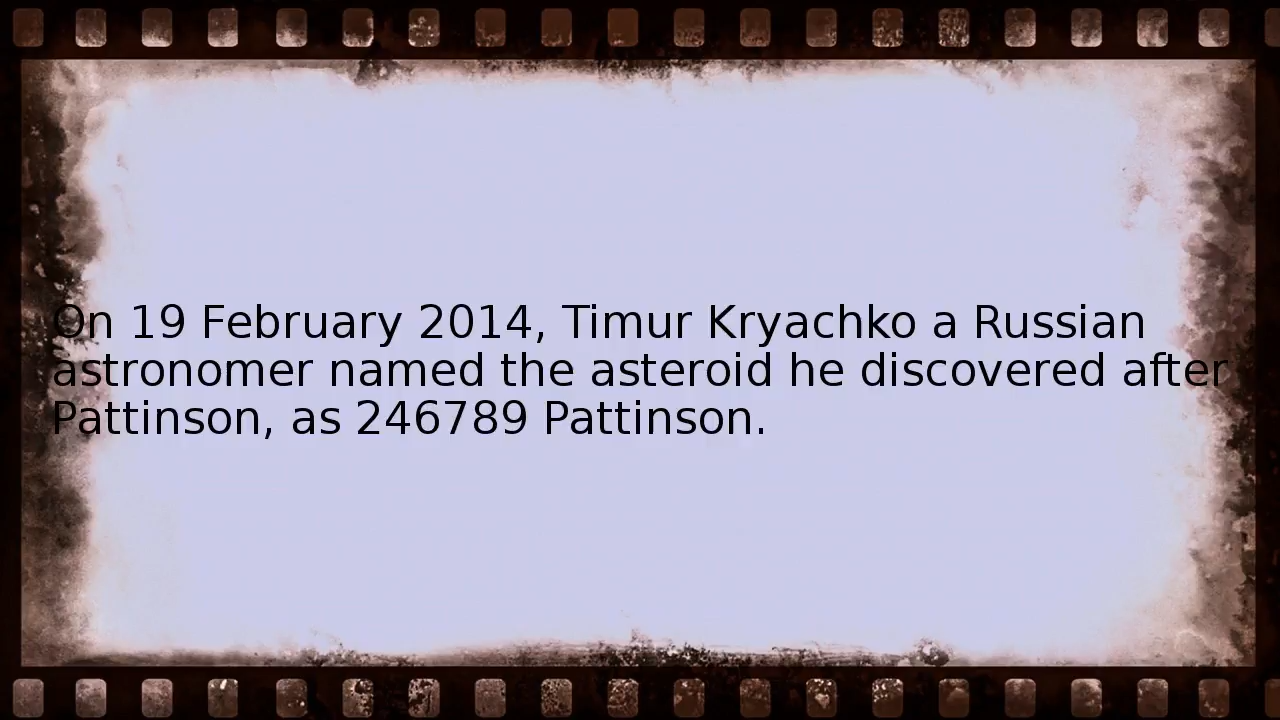 On 19 February 2014, Timur Kryachko a Russian
astronomer named the asteroid he discovered after
Pattinson, as 246789 Pattinson.